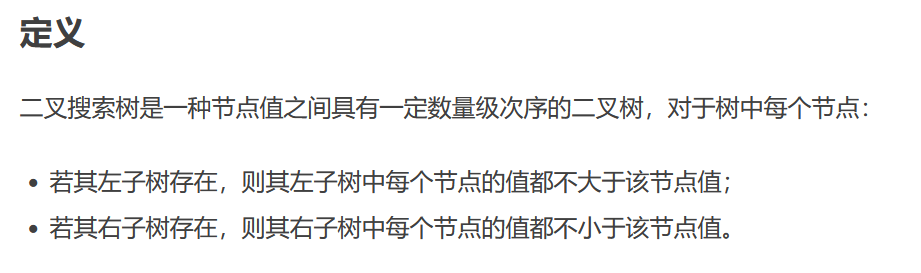 定义
二叉搜索树是一种节点值之间具有一定数量级次序的二叉树，对于树中每个节点：
• 若其左子树存在，则其左子树中每个节点的值都不大于该节点值；
• 若其右子树存在，则其右子树中每个节点的值都不小于该节点值。